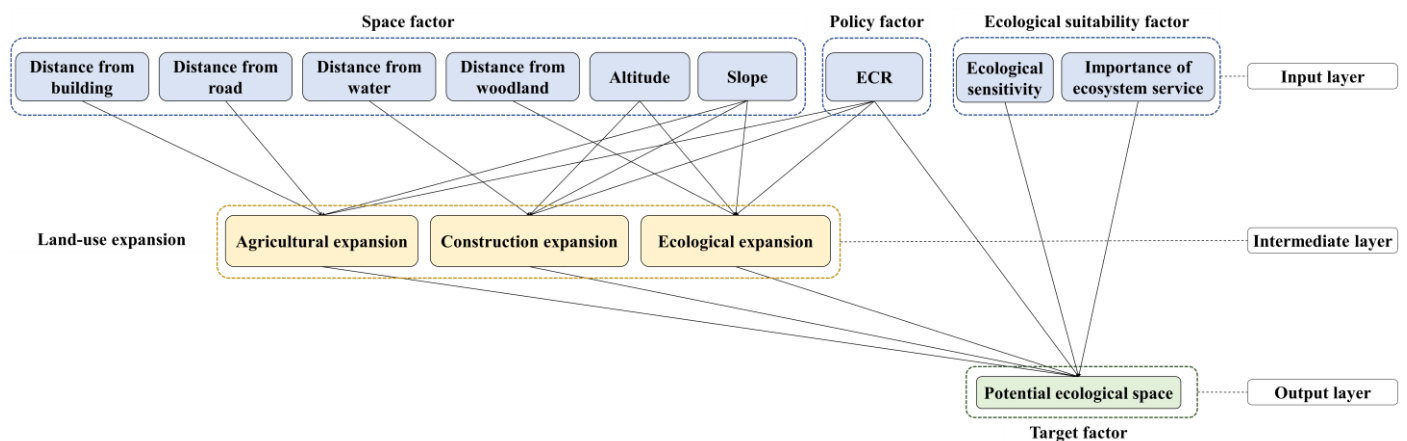 Space factor
Policy factor
Ecological suitability factor
Distance from
building
Distance from
road
Distance from
water
Distance from
woodland
Altitude
Slope
ECR
Ecological
sensitivity
Importance of
ecosystem service
Input layer
Land-use expansion
Agricultural expansion
Construction expansion
Ecological expansion
Intermediate layer
Potential ecological space
Output layer
Target factor